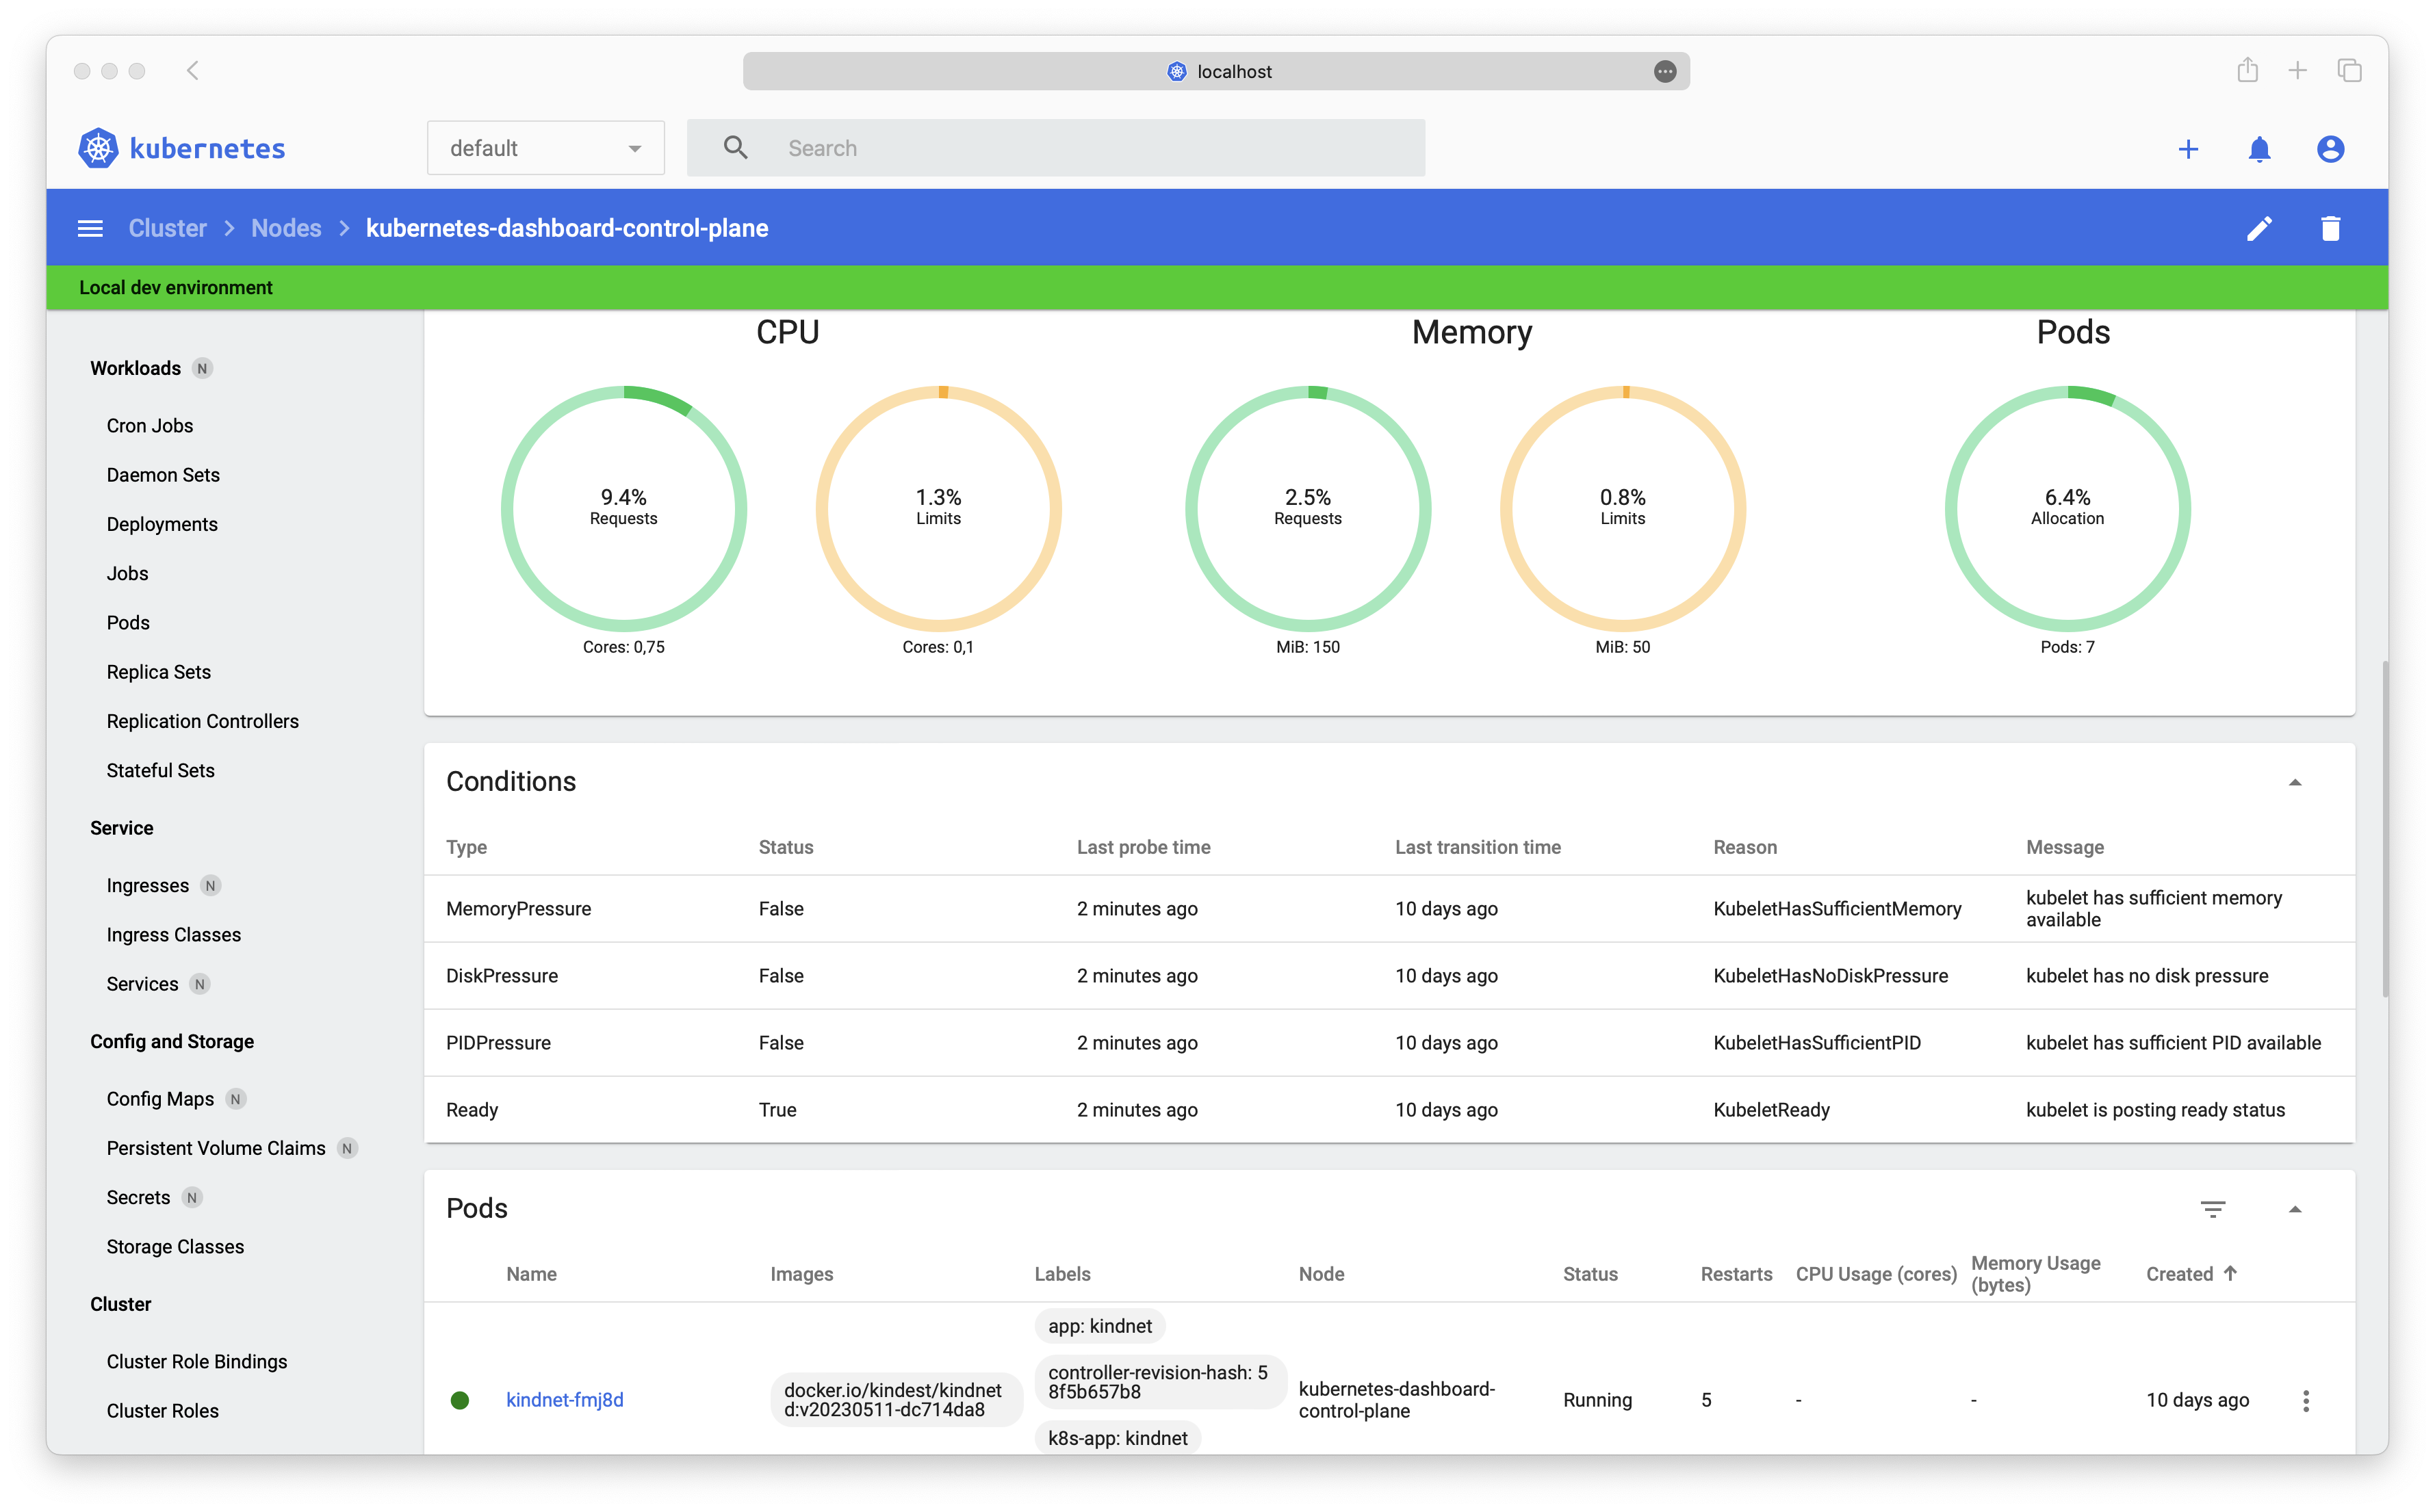 localhost
kubernetes
default
Search
Cluster
Nodes
kubernetes-dashboard-control-plane
Local dev environment
Workloads N
Cron Jobs
Daemon Sets
Deployments
Jobs
Pods
Replica Sets
Replication Controllers
Stateful Sets
Service
Ingresses N
Ingress Classes
Services N
Config and Storage
Config Maps N
Persistent Volume Claims N
Secrets N
Storage Classes
Cluster
Cluster Role Bindings
Cluster Roles
CPU
Memory
Pods
9.4%
Requests
Cores: 0,75
1.3%
Limits
Cores: 0,1
2.5%
Requests
MiB: 150
0.8%
Limits
MiB: 50
6.4%
Allocation
Pods: 7
Conditions
Type Status Last probe time Last transition time Reason Message
MemoryPressure False 2 minutes ago 10 days ago KubeletHasSufficientMemory kubelet has sufficient memory
available
DiskPressure False 2 minutes ago 10 days ago KubeletHasNoDiskPressure kubelet has no disk pressure
PIDPressure False 2 minutes ago 10 days ago KubeletHasSufficientPID kubelet has sufficient PID available
Ready True 2 minutes ago 10 days ago KubeletReady kubelet is posting ready status
Pods
Name Images Labels Node Status Restarts CPU Usage (cores) Memory Usage
(bytes) Created
kindnet-fmj8d
docker.io/kindest/kindnet
d:v20230511-dc714da8
app: kindnet
controller-revision-hash: 5
8f5b657b8
k8s-app: kindnet
kubernetes-dashboard-
control-plane
Running 5 - - 10 days ago